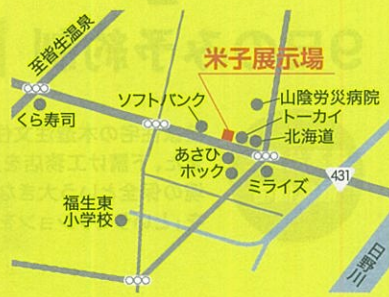 至皆生温泉
米子展示場
ソフトバンク
山陰労災病院
トーカイ
くら寿司
北海道
あさひ
ホック
ミライズ
431
福生東
小学校
日野川